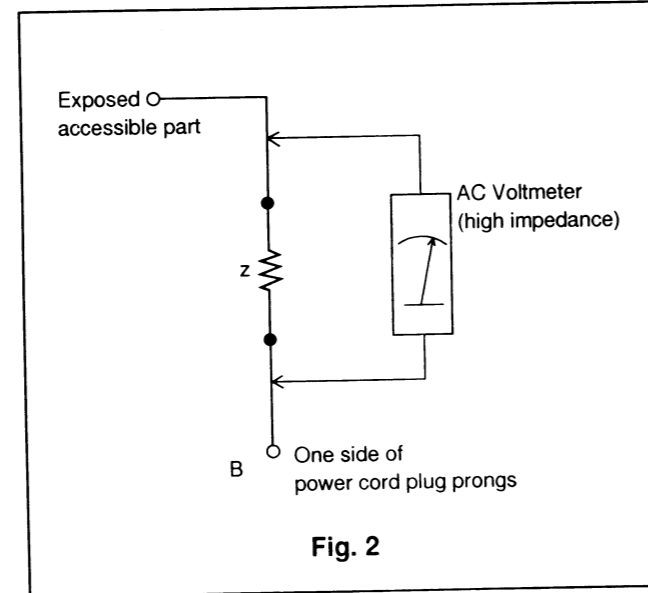 Exposed
accessible part
AC Voltmeter
(high impedance)
z
B
One side of
power cord plug prongs
Fig. 2